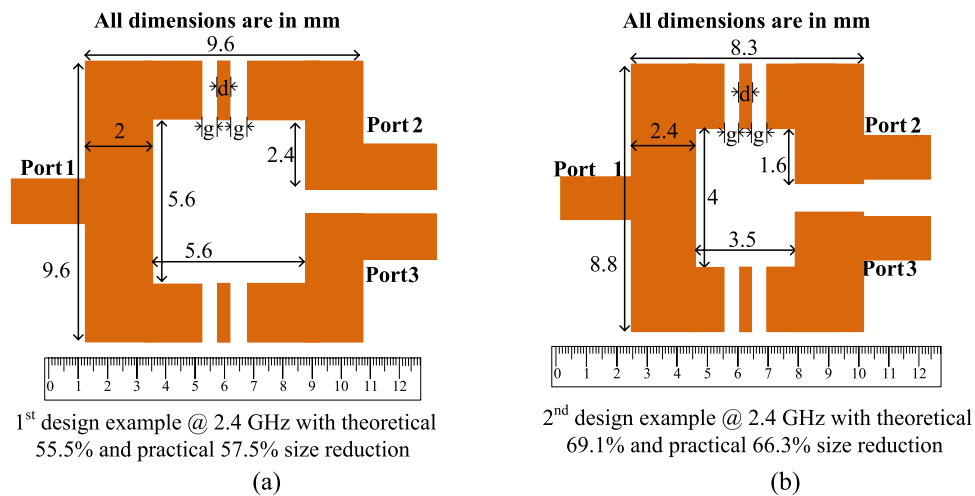 All dimensions are in mm
9.6
d
g g
2
2.4
Port 2
Port 1
5.6
5.6
9.6
Port3
0 1 2 3 4 5 6 7 8 9 10 11 12
1st design example @ 2.4 GHz with theoretical
55.5% and practical 57.5% size reduction
(a)
All dimensions are in mm
8.3
d
g g
2.4
1.6
Port 2
Port 1
4
3.5
8.8
Port3
0 1 2 3 4 5 6 7 8 9 10 11 12
2nd design example @ 2.4 GHz with theoretical
69.1% and practical 66.3% size reduction
(b)